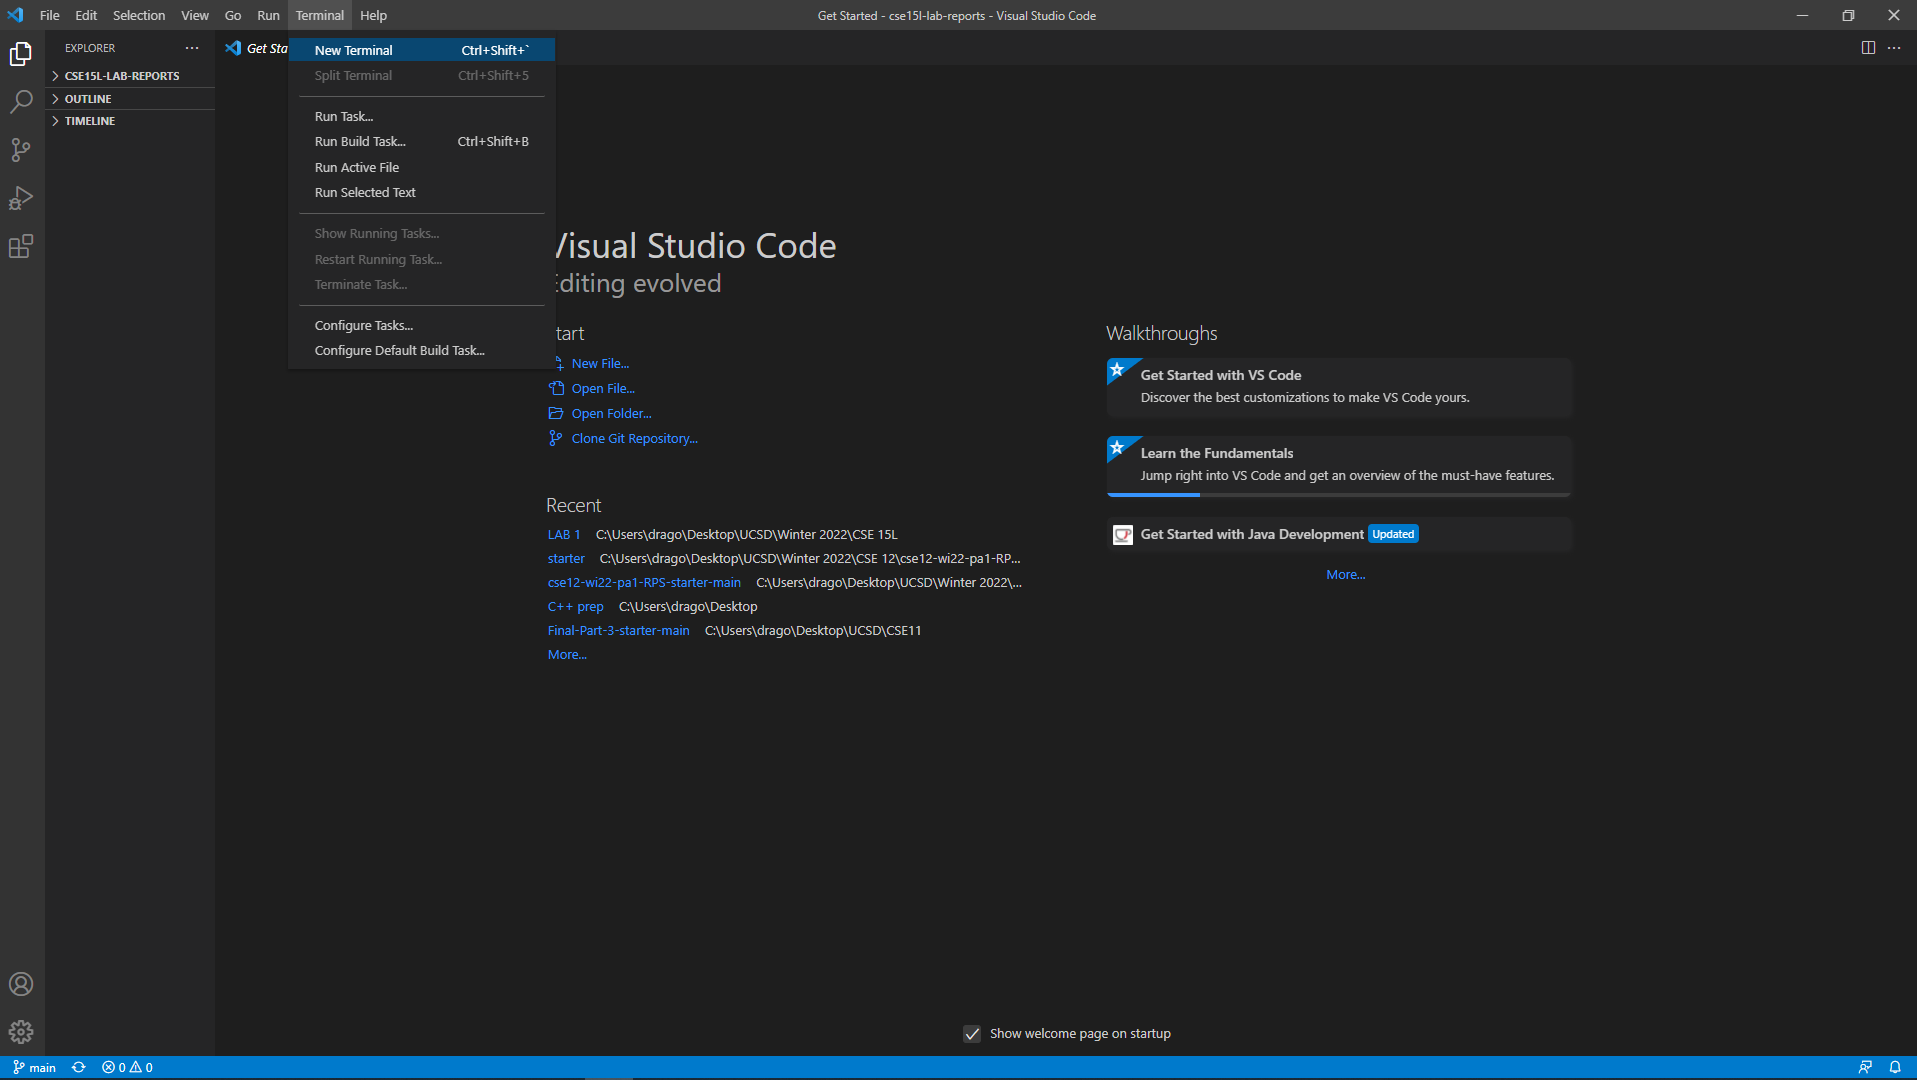 File Edit Selection View Go Run Terminal Help
Get Started - cse15l-lab-reports - Visual Studio Code
EXPLORER
CSE15L-LAB-REPORTS
OUTLINE
TIMELINE
Get Sta
New Terminal Ctrl+Shift+`
Split Terminal Ctrl+Shift+5
Run Task...
Run Build Task... Ctrl+Shift+B
Run Active File
Run Selected Text
Show Running Tasks...
Restart Running Task...
Terminate Task...
Configure Tasks...
Configure Default Build Task...
Visual Studio Code
Editing evolved
tart
New File...
Open File...
Open Folder...
Clone Git Repository...
Recent
LAB 1 C:\Users\drago\Desktop\UCSD\Winter 2022\CSE 15L
starter C:\Users\drago\Desktop\UCSD\Winter 2022\CSE 12\cse12-wi22-pa1-RP...
cse12-wi22-pa1-RPS-starter-main C:\Users\drago\Desktop\UCSD\Winter 2022\...
C++ prep C:\Users\drago\Desktop
Final-Part-3-starter-main C:\Users\drago\Desktop\UCSD\CSE11
More...
Walkthroughs
Get Started with VS Code
Discover the best customizations to make VS Code yours.
Learn the Fundamentals
Jump right into VS Code and get an overview of the must-have features.
Get Started with Java Development Updated
More...
Show welcome page on startup
main 0 0